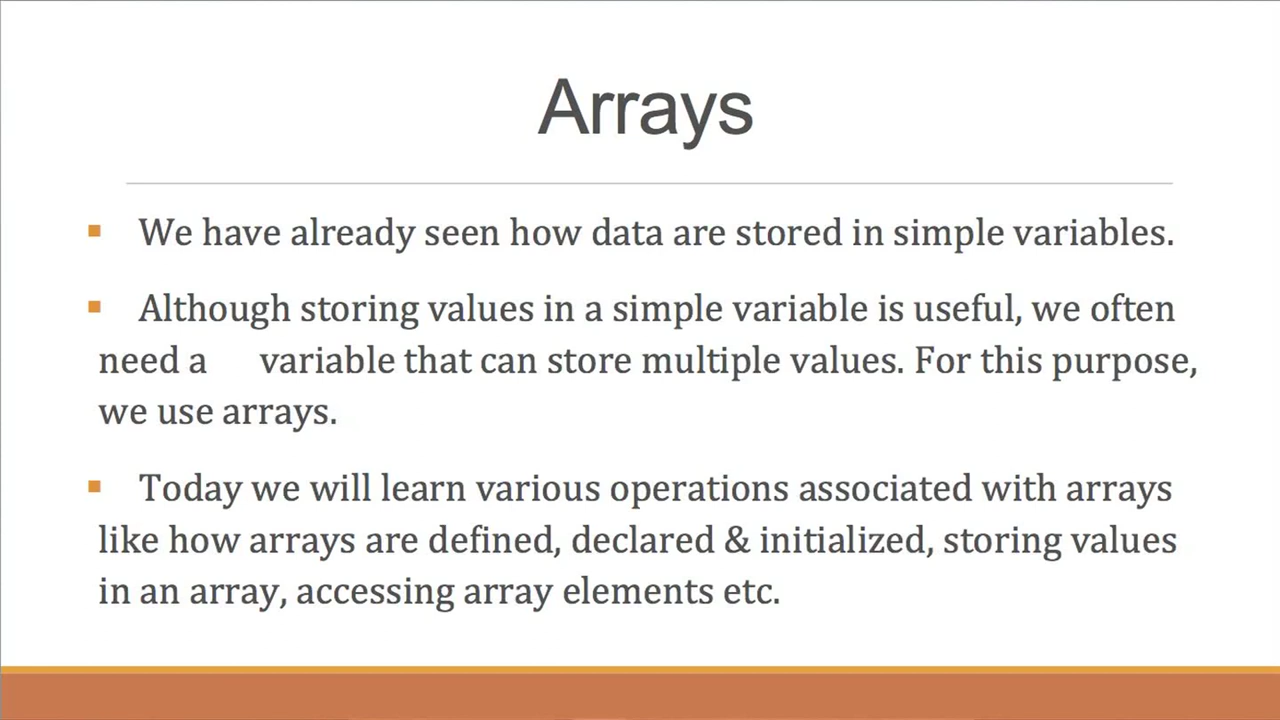 Arrays
We have already seen how data are stored in simple variables.
Although storing values in a simple variable is useful, we often
need a variable that can store multiple values. For this purpose,
we use arrays.
Today we will learn various operations associated with arrays
like how arrays are defined, declared & initialized, storing values
in an array, accessing array elements etc.